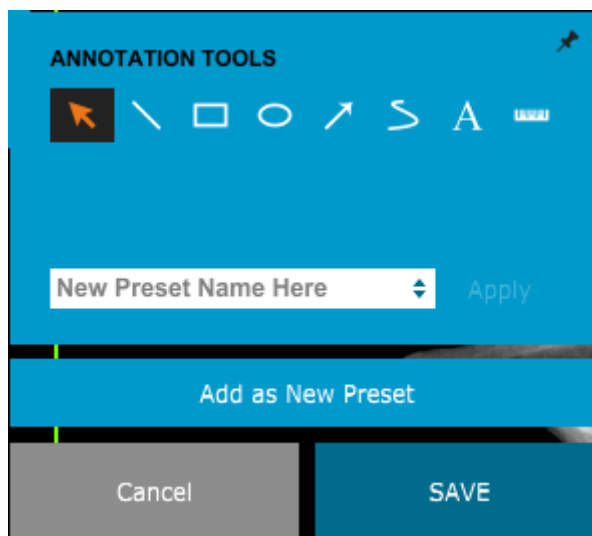 ANNOTATION TOOLS
A
New Preset Name Here
Apply
Add as New Preset
Cancel
SAVE